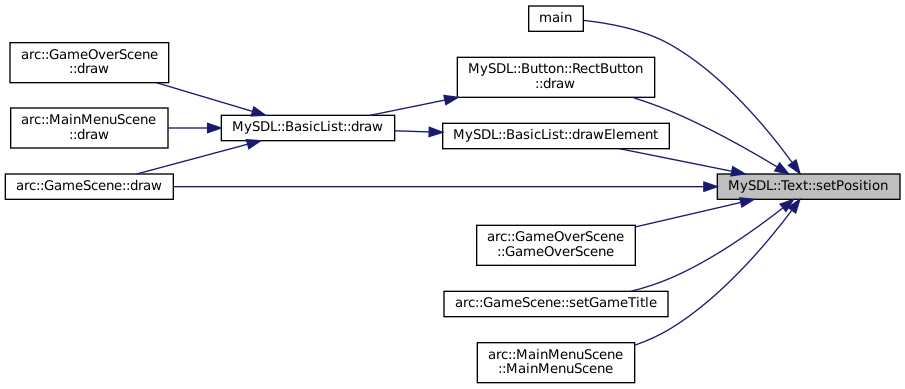 main
arc::GameOverScene
::draw
MySDL::Button::RectButton
::draw
arc::MainMenuScene
::draw
MySDL::BasicList::draw
MySDL::BasicList::drawElement
arc::GameScene::draw
MySDL::Text::setPosition
arc::GameOverScene
::GameOverScene
arc::GameScene::setGameTitle
arc::MainMenuScene
::MainMenuScene